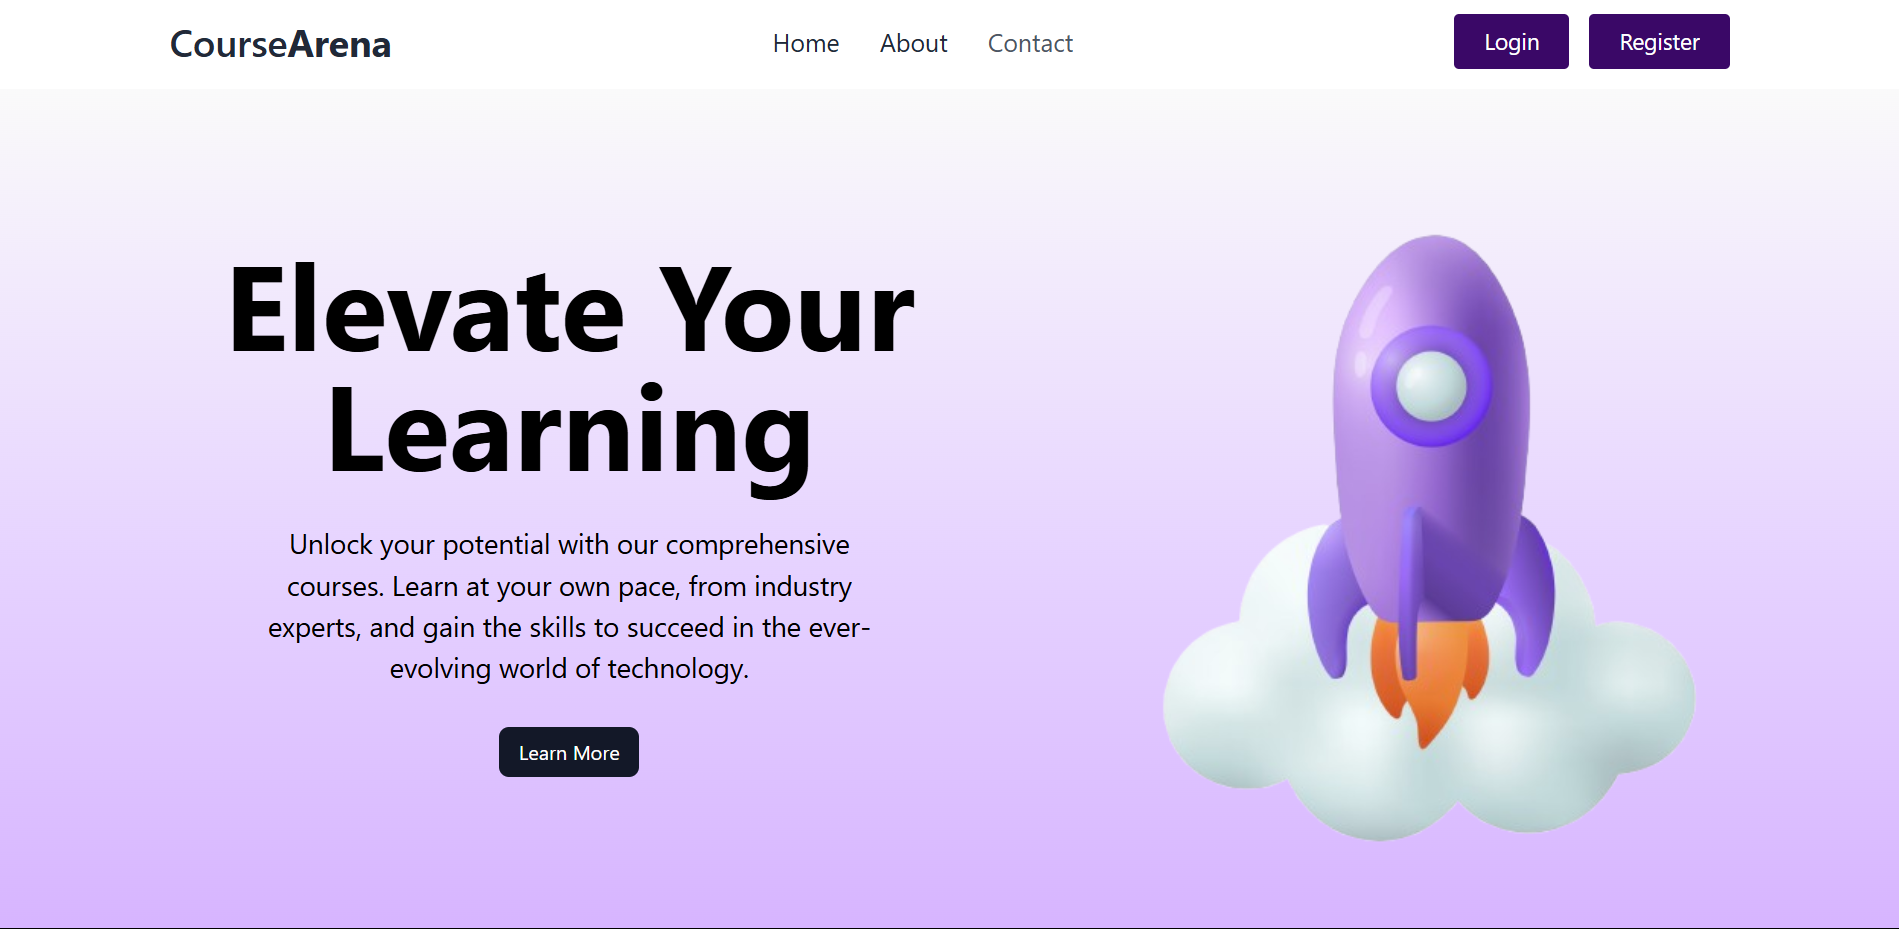 CourseArena
Home About Contact
Login Register
Elevate Your
Learning
Unlock your potential with our comprehensive
courses. Learn at your own pace, from industry
experts, and gain the skills to succeed in the ever-
evolving world of technology.
Learn More